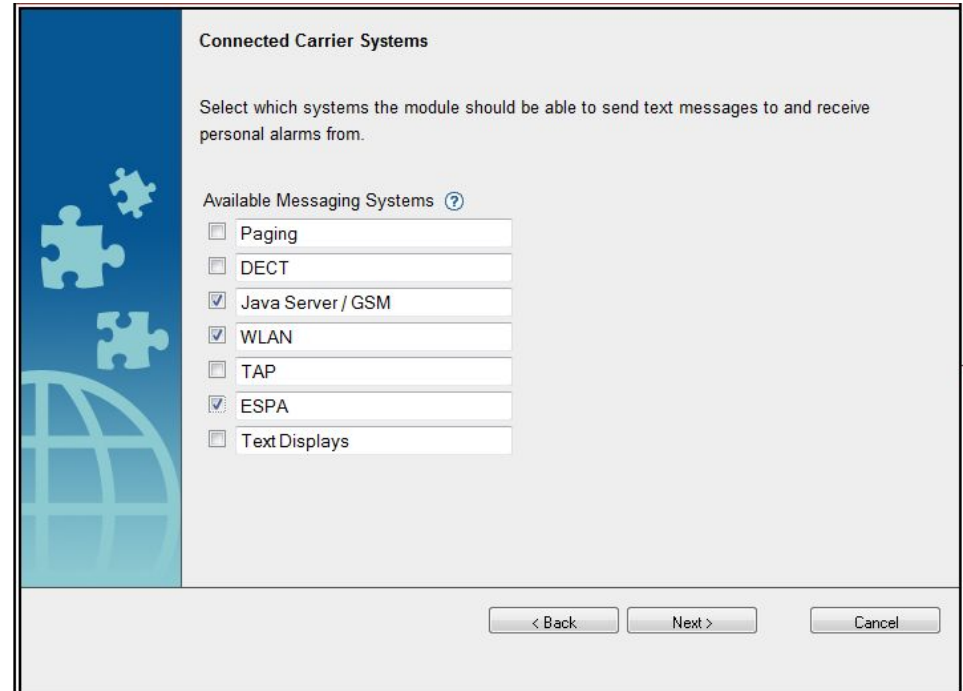 Connected Carrier Systems
Select which systems the module should be able to send text messages to and receive
personal alarms from.
Available Messaging Systems ?
Paging
DECT
Java Server / GSM
WLAN
TAP
ESPA
Text Displays
< Back
Next >
Cancel